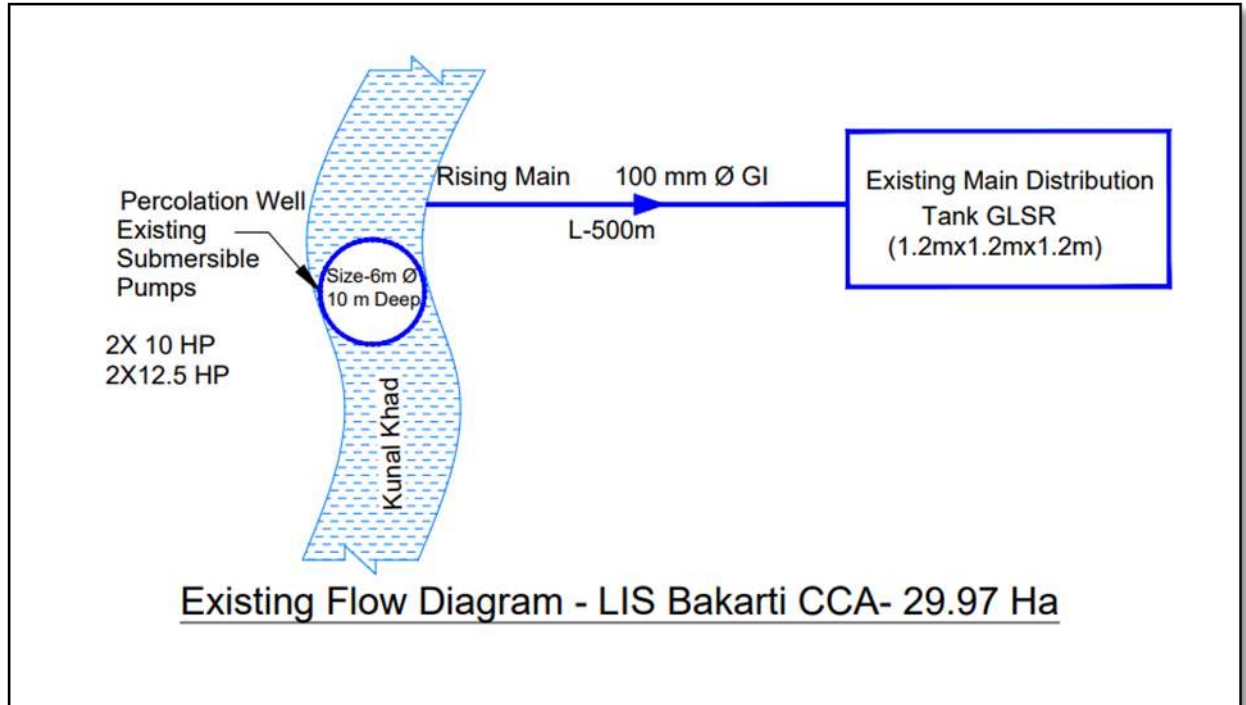 Percolation Well
Existing
Submersible
Pumps
2X 10 HP
2X12.5 HP
Size-6m Ø
10 m Deep
Kunal Khad
Rising Main 100 mm Ø GI
L-500m
Existing Main Distribution
Tank GLSR
(1.2mx1.2mx1.2m)
Existing Flow Diagram - LIS Bakarti CCA- 29.97 Ha